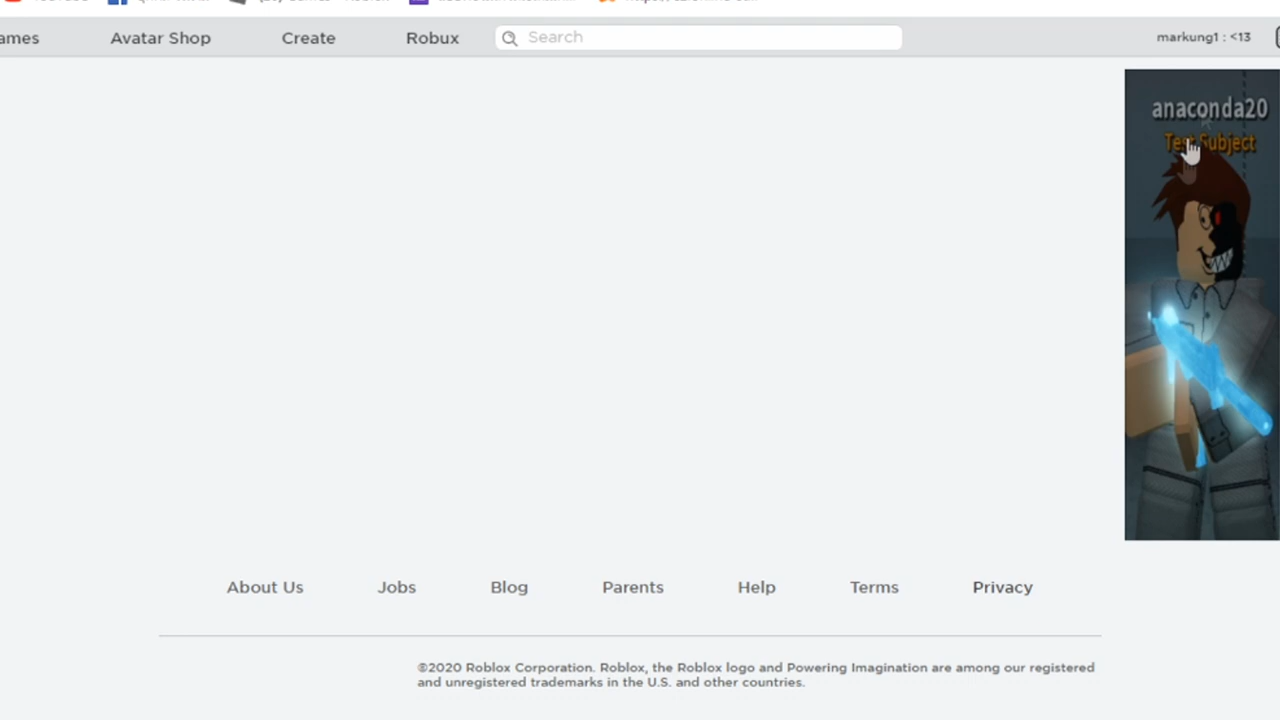 ames Avatar Shop Create Robux Search markung1 : <13
anaconda20
Test Subject
About Us Jobs Blog Parents Help Terms Privacy
©2020 Roblox Corporation. Roblox, the Roblox logo and Powering Imagination are among our registered
and unregistered trademarks in the U.S. and other countries.